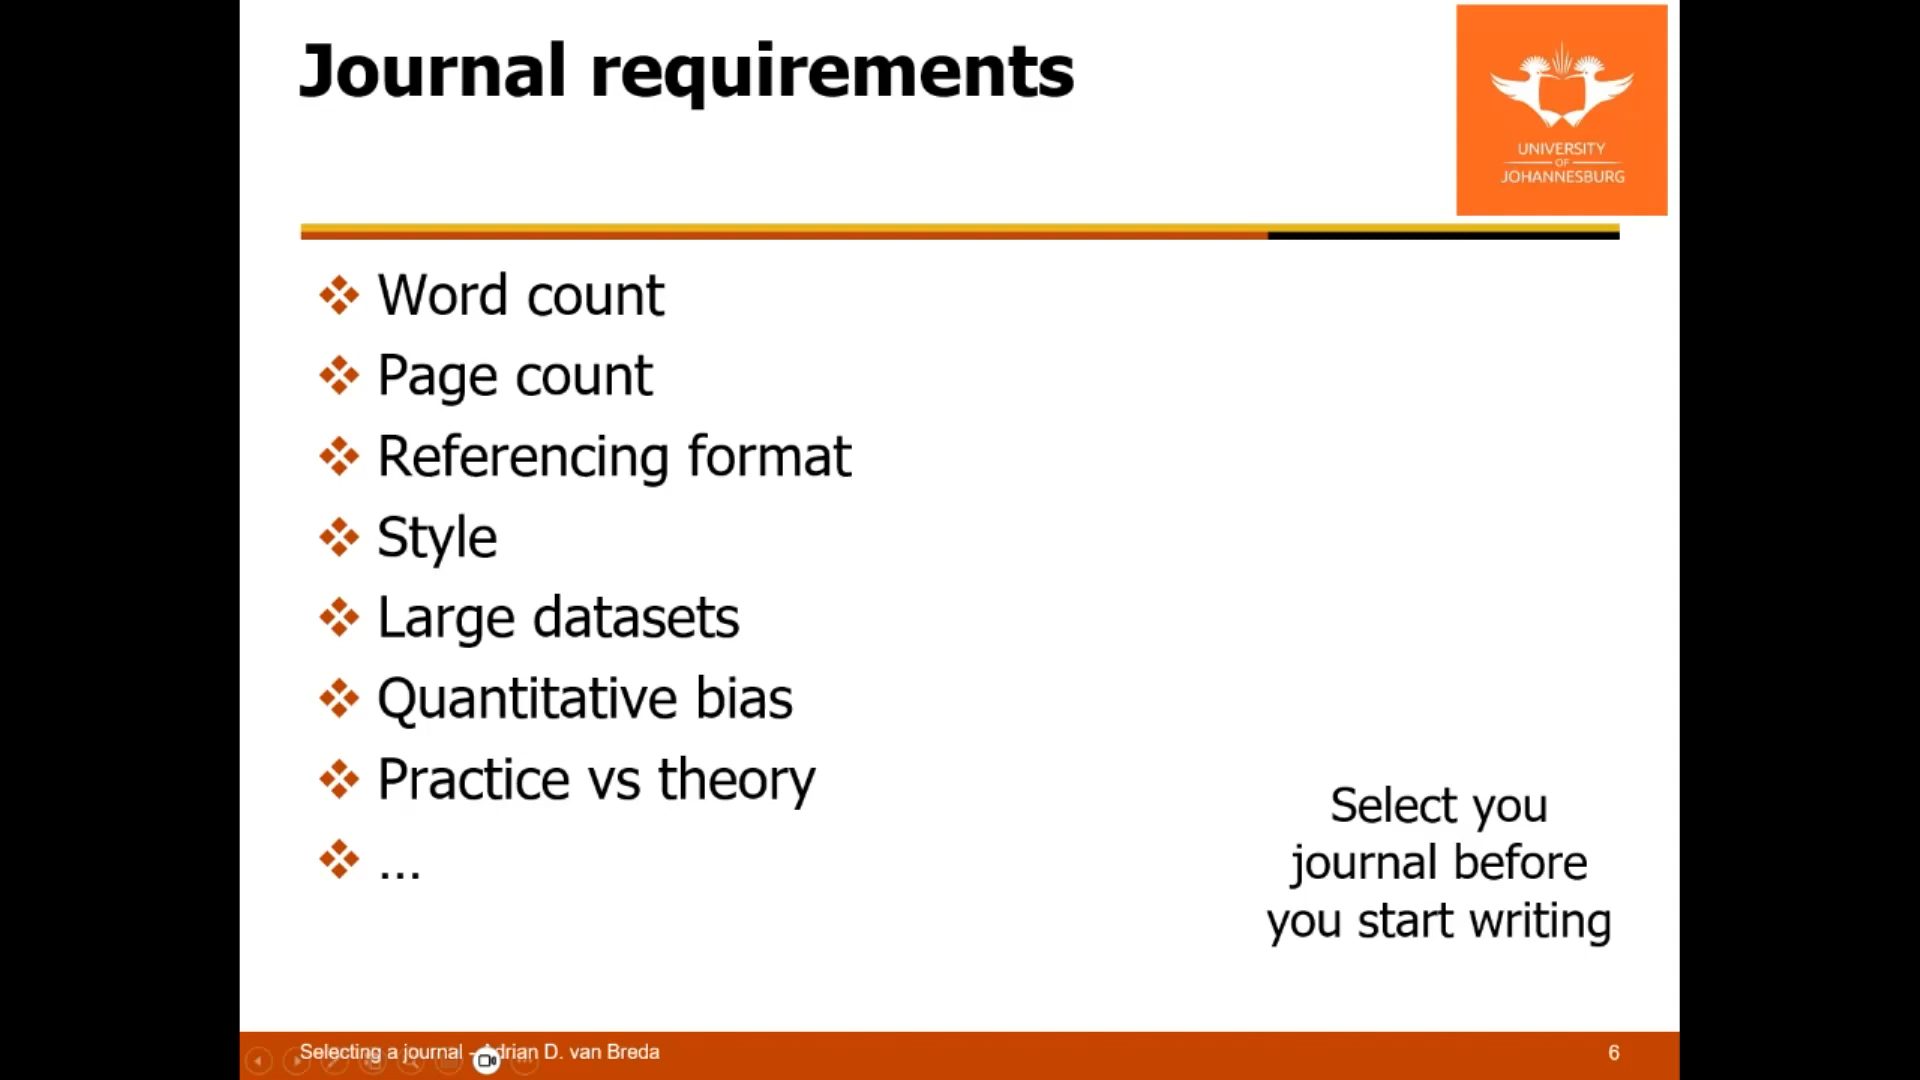 Journal requirements
UNIVERSITY
OF
JOHANNESBURG
Word count
Page count
Referencing format
Style
Large datasets
Quantitative bias
Practice vs theory
...
Select you
journal before
you start writing
Selecting a journal - Adrian D. van Breda
6